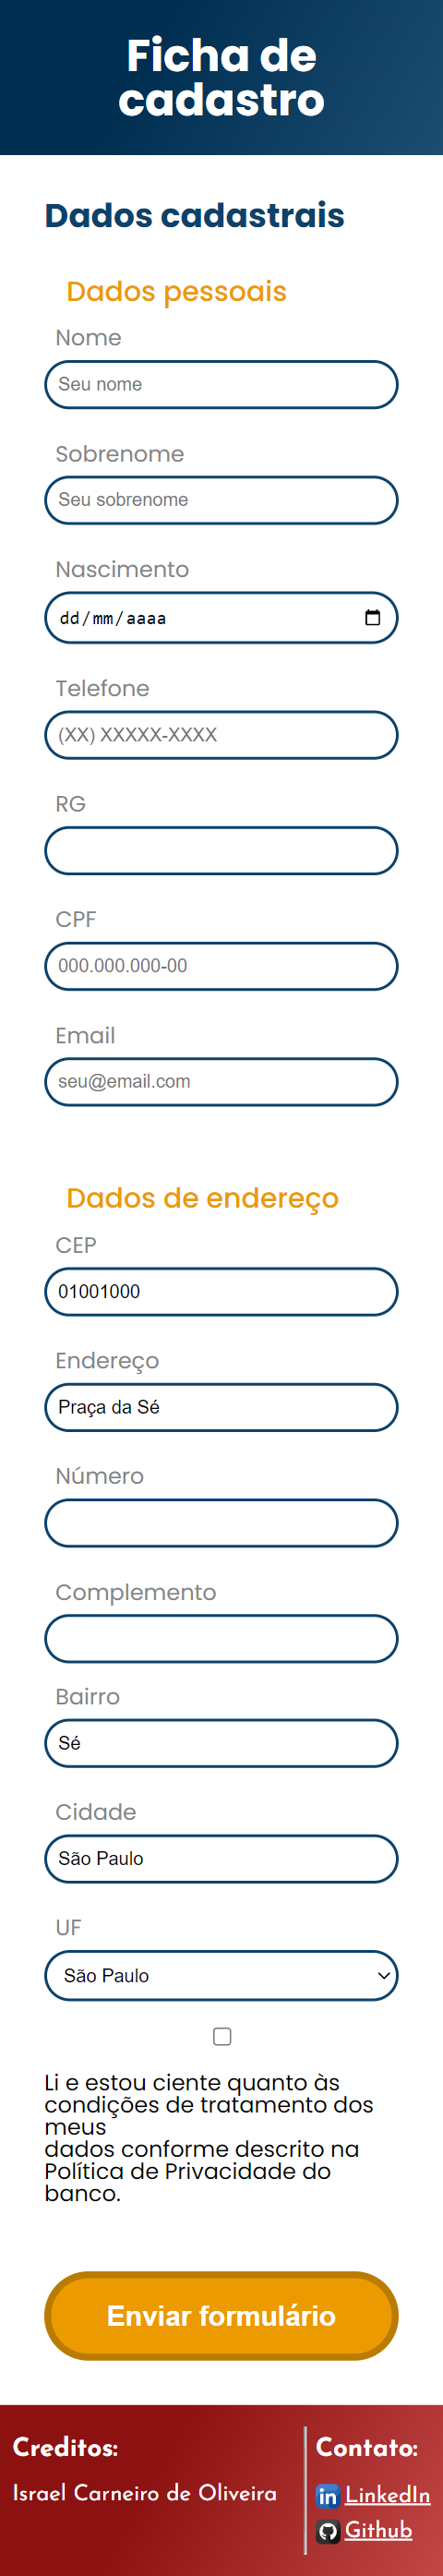 Ficha de
cadastro
Dados cadastrais
Dados pessoais
Nome
Seu nome
Sobrenome
Seu sobrenome
Nascimento
dd/mm/aaaa
Telefone
(XX) XXXXX-XXXX
RG
CPF
000.000.000-00
Email
seu@email.com
Dados de endereço
CEP
01001000
Endereço
Praça da Sé
Número
Complemento
Bairro
Sé
Cidade
São Paulo
UF
São Paulo
Li e estou ciente quanto às
condições de tratamento dos
meus
dados conforme descrito na
Política de Privacidade do
banco.
Enviar formulário
Creditos:
Israel Carneiro de Oliveira
Contato:
LinkedIn
Github